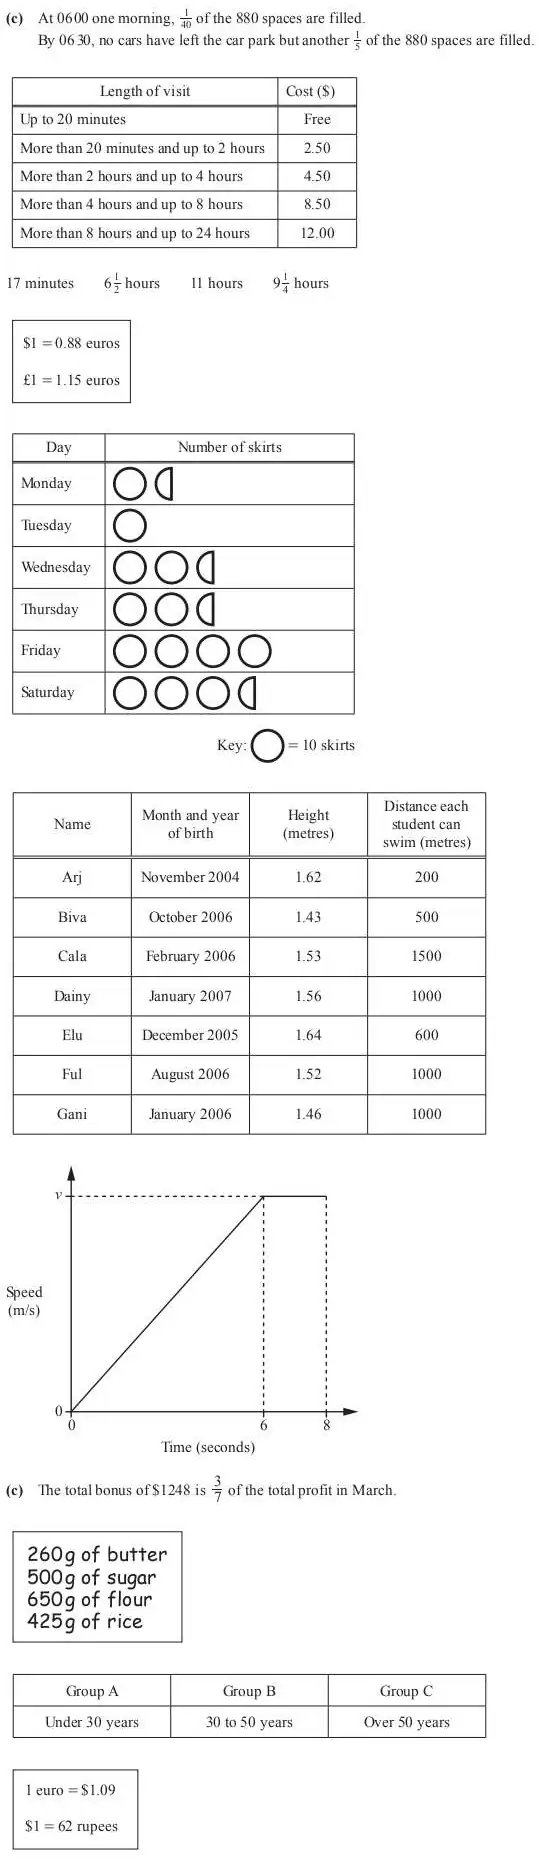 (c) At 06 00 one morning, 1/40 of the 880 spaces are filled.
By 06 30, no cars have left the car park but another 1/5 of the 880 spaces are filled.
Length of visit Cost ($)
Up to 20 minutes Free
More than 20 minutes and up to 2 hours 2.50
More than 2 hours and up to 4 hours 4.50
More than 4 hours and up to 8 hours 8.50
More than 8 hours and up to 24 hours 12.00
17 minutes 6 1/2 hours 11 hours 9 1/4 hours
$1 = 0.88 euros
£1 = 1.15 euros
Day Number of skirts
Monday
Tuesday
Wednesday
Thursday
Friday
Saturday
Key: = 10 skirts
Name Month and year of birth Height (metres) Distance each student can swim (metres)
Arj November 2004 1.62 200
Biva October 2006 1.43 500
Cala February 2006 1.53 1500
Dainy January 2007 1.56 1000
Elu December 2005 1.64 600
Ful August 2006 1.52 1000
Gani January 2006 1.46 1000
v
Speed
(m/s)
0
0 6 8
Time (seconds)
(c) The total bonus of $1248 is 3/7 of the total profit in March.
260g of butter
500g of sugar
650g of flour
425g of rice
Group A Group B Group C
Under 30 years 30 to 50 years Over 50 years
1 euro = $1.09
$1 = 62 rupees